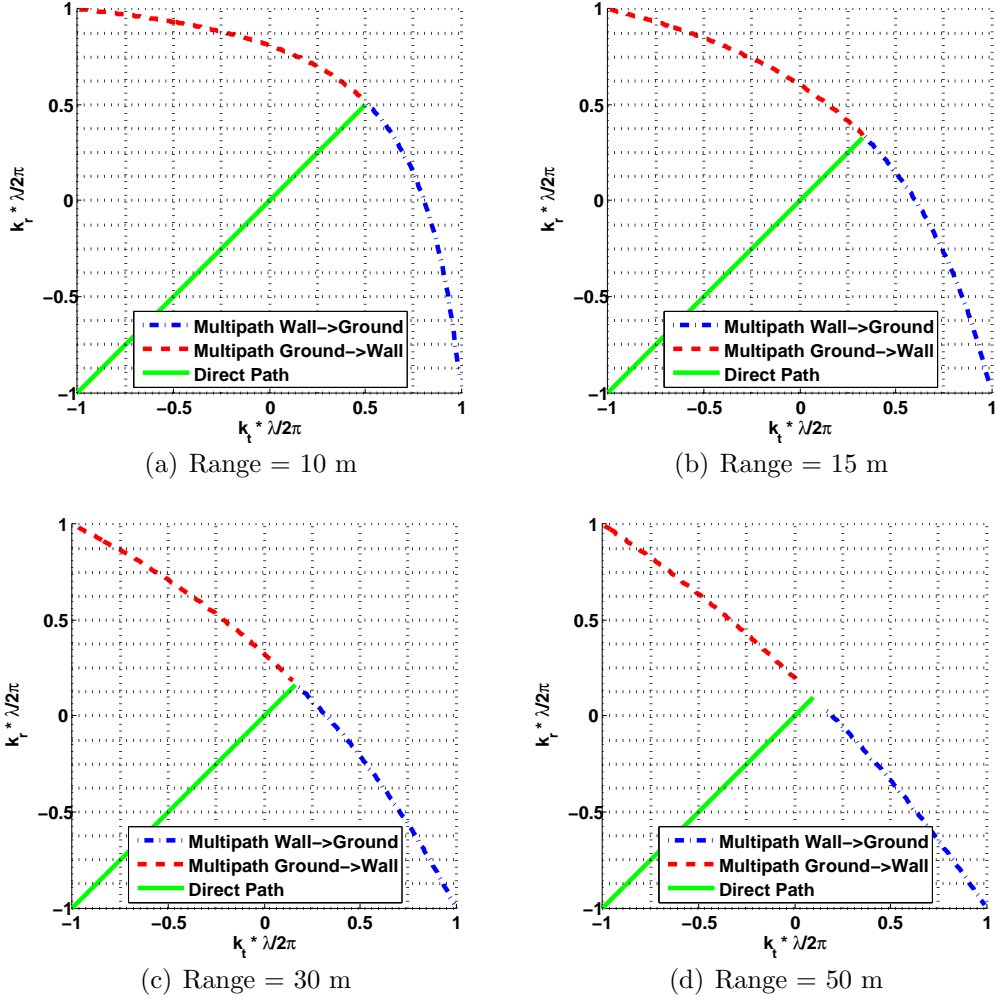 1
0.5
0
−0.5
−1
k_r * λ/2π
Multipath Wall−>Ground
Multipath Ground−>Wall
Direct Path
−1
−0.5
0
0.5
1
k_t * λ/2π
(a) Range = 10 m
1
0.5
0
−0.5
−1
k_r * λ/2π
Multipath Wall−>Ground
Multipath Ground−>Wall
Direct Path
−1
−0.5
0
0.5
1
k_t * λ/2π
(b) Range = 15 m
1
0.5
0
−0.5
−1
k_r * λ/2π
Multipath Wall−>Ground
Multipath Ground−>Wall
Direct Path
−1
−0.5
0
0.5
1
k_t * λ/2π
(c) Range = 30 m
1
0.5
0
−0.5
−1
k_r * λ/2π
Multipath Wall−>Ground
Multipath Ground−>Wall
Direct Path
−1
−0.5
0
0.5
1
k_t * λ/2π
(d) Range = 50 m